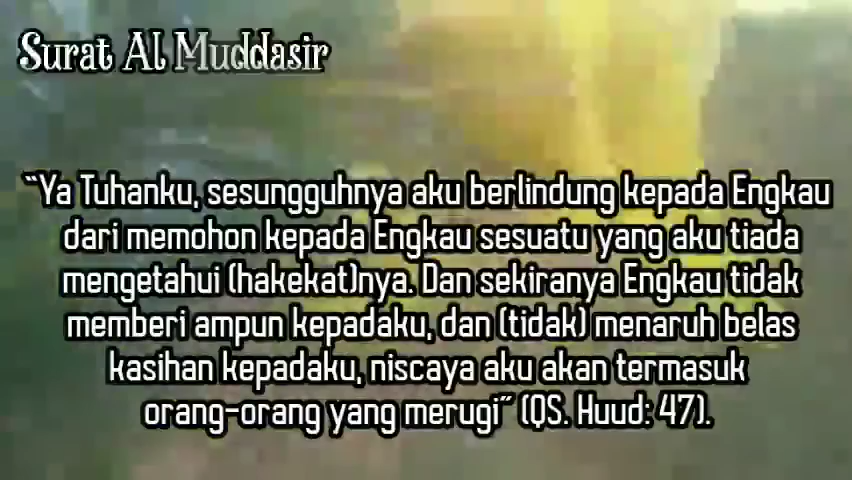 Surat Al Muddasir
“Ya Tuhanku, sesungguhnya aku berlindung kepada Engkau
dari memohon kepada Engkau sesuatu yang aku tiada
mengetahui (hakekat)nya. Dan sekiranya Engkau tidak
memberi ampun kepadaku, dan (tidak) menaruh belas
kasihan kepadaku, niscaya aku akan termasuk
orang-orang yang merugi” (QS. Huud: 47).